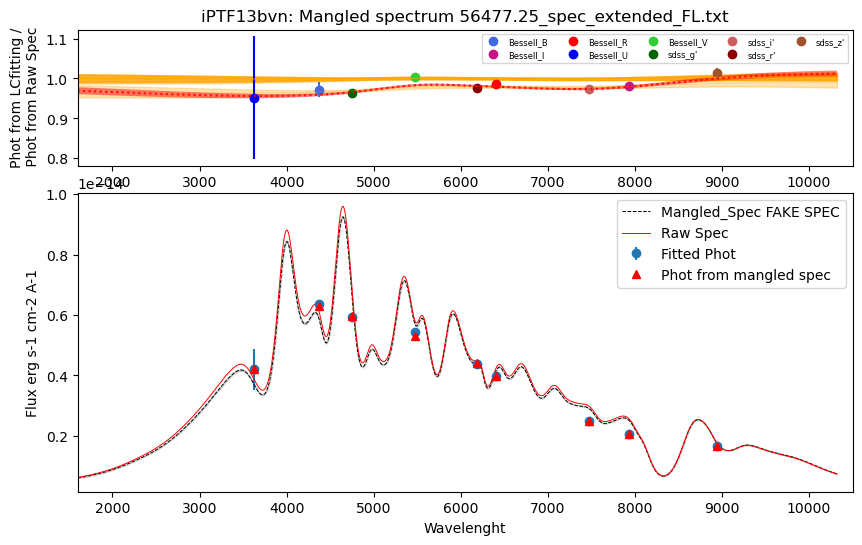 iPTF13bvn: Mangled spectrum 56477.25_spec_extended_FL.txt
Phot from LCfitting /
Phot from Raw Spec
1.1
1.0
0.9
0.8
Bessell_B
Bessell_I
Bessell_R
Bessell_U
Bessell_V
sdss_g'
sdss_i'
sdss_r'
sdss_z'
2000 3000 4000 5000 6000 7000 8000 9000 10000
1e−14
Flux erg s-1 cm-2 A-1
1.0
0.8
0.6
0.4
0.2
Mangled_Spec FAKE SPEC
Raw Spec
Fitted Phot
Phot from mangled spec
2000 3000 4000 5000 6000 7000 8000 9000 10000
Wavelenght